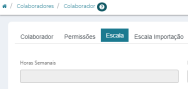 / Colaboradores / Colaborador
Colaborador Permissões Escala Escala Importação
Horas Semanais